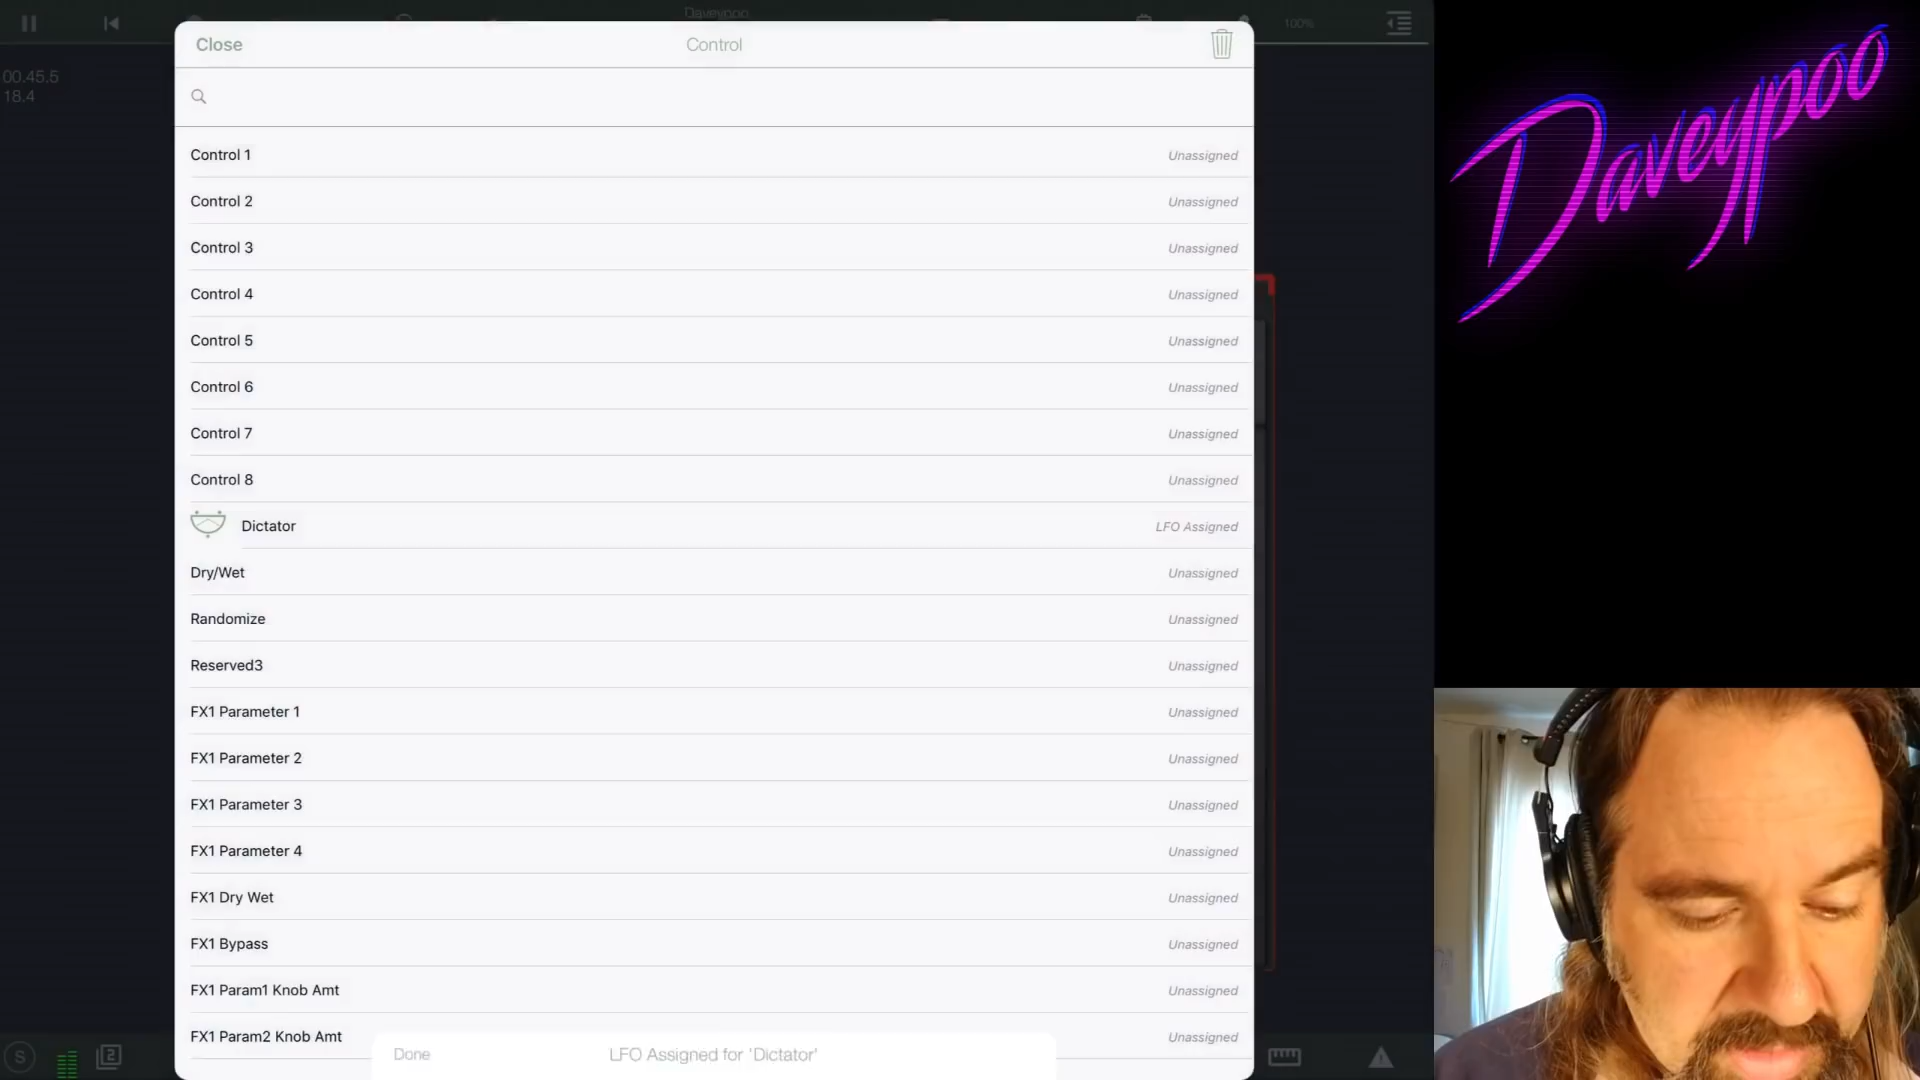 Daveypoo
100%
Close
Control
00.45.5
18.4
Control 1
Unassigned
Control 2
Unassigned
Control 3
Unassigned
Control 4
Unassigned
Control 5
Unassigned
Control 6
Unassigned
Control 7
Unassigned
Control 8
Unassigned
Dictator
LFO Assigned
Dry/Wet
Unassigned
Randomize
Unassigned
Reserved3
Unassigned
FX1 Parameter 1
Unassigned
FX1 Parameter 2
Unassigned
FX1 Parameter 3
Unassigned
FX1 Parameter 4
Unassigned
FX1 Dry Wet
Unassigned
FX1 Bypass
Unassigned
FX1 Param1 Knob Amt
Unassigned
FX1 Param2 Knob Amt
Unassigned
Done
LFO Assigned for 'Dictator'
S
2
Daveypoo